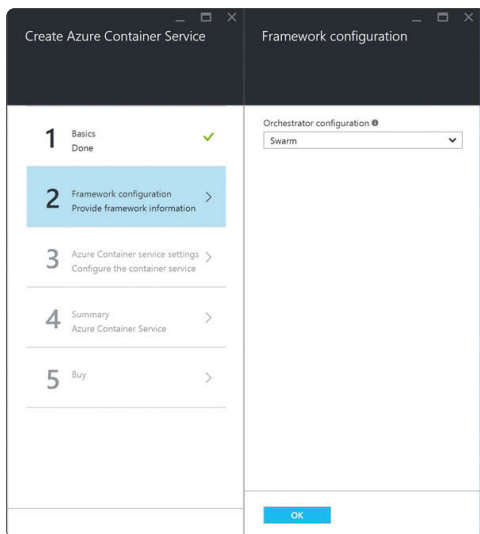 Create Azure Container Service
1
Basics
Done
2
Framework configuration
Provide framework information
3
Azure Container service settings
Configure the container service
4
Summary
Azure Container Service
5
Buy
Framework configuration
Orchestrator configuration
Swarm
OK